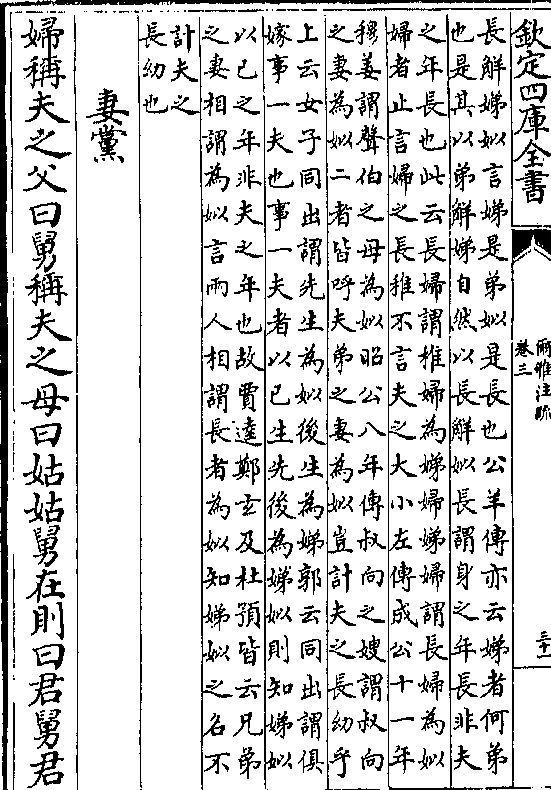 欽定四庫全書
爾雅注疏
卷三
三十一
長解娣姒言娣是弟姒是長也公羊傳亦云娣者何弟
也是其以弟解娣自然以長解姒長謂身之年長非夫
之年長也此云長婦謂稚婦為娣婦娣婦謂長婦為姒
婦者止言婦之長稚不言夫之大小左傳成公十一年
穆姜謂聲伯之母為姒昭公八年傳叔向之嫂謂叔向
之妻為姒二者皆呼夫弟之妻為姒豈計夫之長幼乎
上云女子同出謂先生為姒後生為娣郭云同出謂俱
嫁事一夫也事一夫者以己生先後為娣姒則知娣姒
以己之年非夫之年也故賈逵鄭玄及杜預皆云兄弟
之妻相謂為姒言兩人相謂長者為姒知娣姒之名不
計夫之
長幼也
妻黨
婦稱夫之父曰舅稱夫之母曰姑姑舅在則曰君舅君